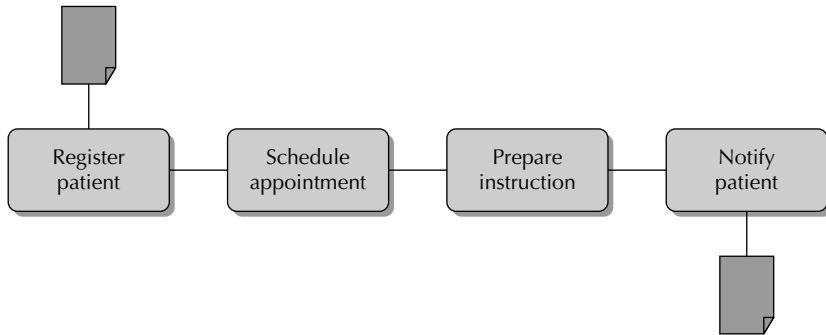 Register
patient
Schedule
appointment
Prepare
instruction
Notify
patient